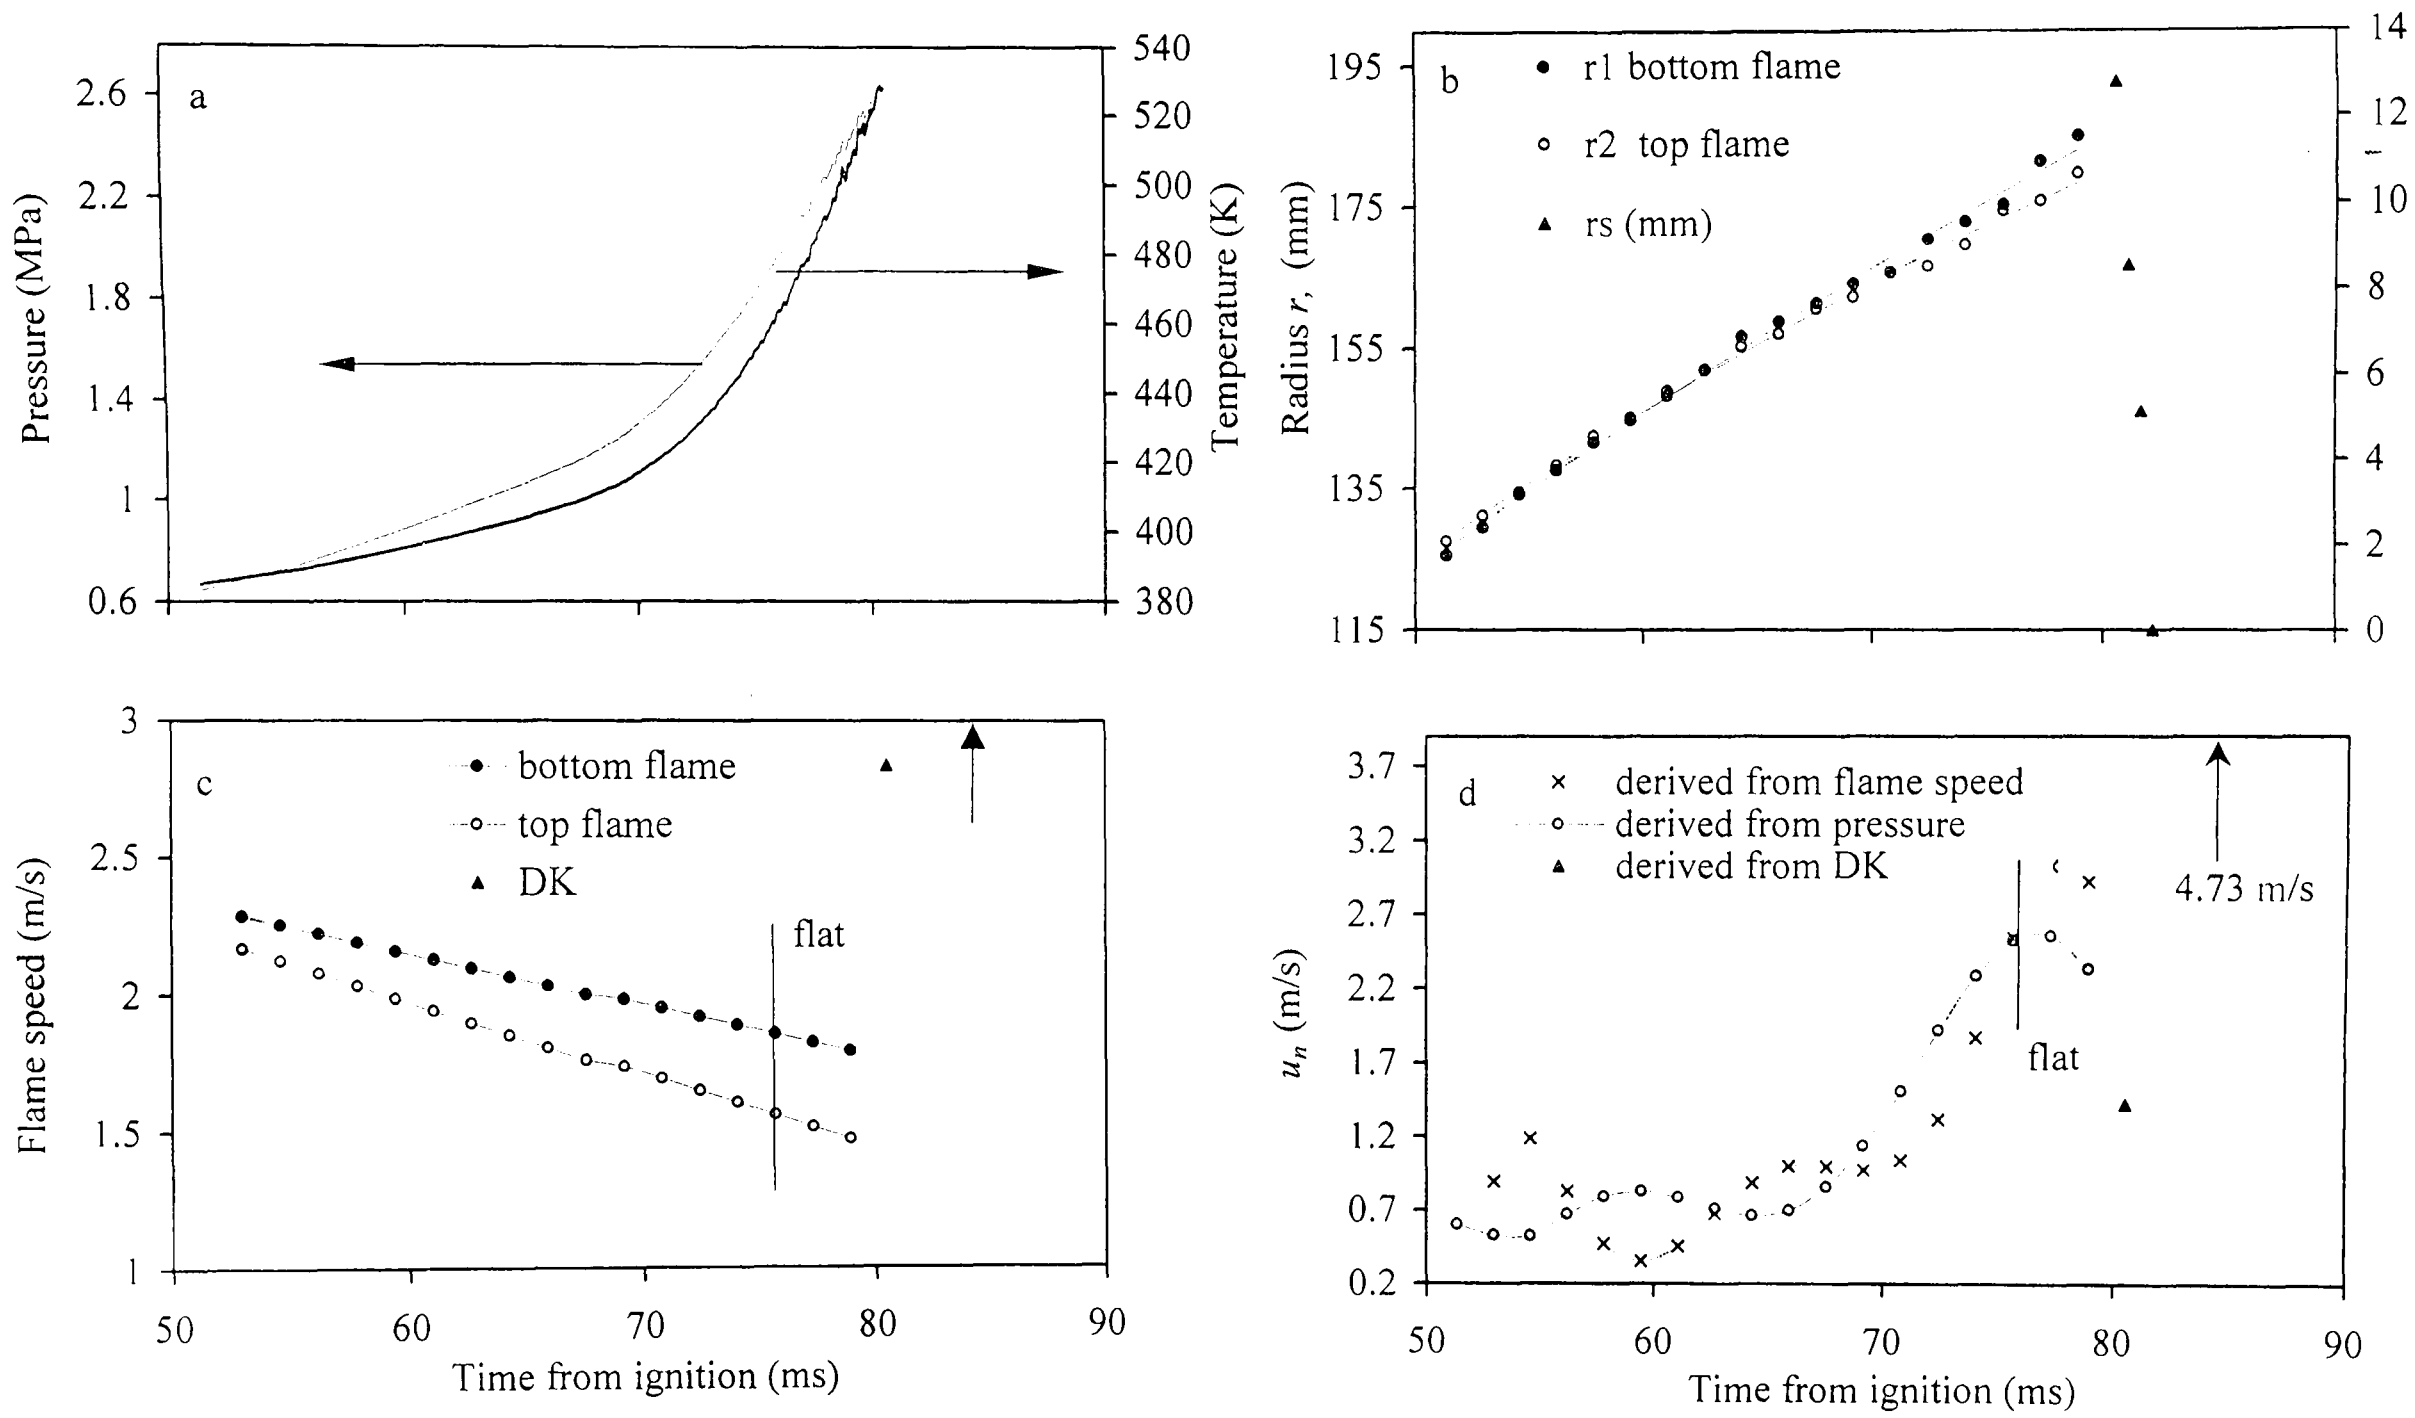 a
Pressure (MPa)
2.6
2.2
1.8
1.4
1
0.6
540
520
500
480
460
440
420
400
380
Temperature (K)
b
r1 bottom flame
r2 top flame
rs (mm)
Radius r, (mm)
195
175
155
135
115
14
12
10
8
6
4
2
0
c
bottom flame
top flame
DK
flat
Flame speed (m/s)
3
2.5
2
1.5
1
50 60 70 80 90
Time from ignition (ms)
d
derived from flame speed
derived from pressure
derived from DK
4.73 m/s
flat
uₙ (m/s)
3.7
3.2
2.7
2.2
1.7
1.2
0.7
0.2
50 60 70 80 90
Time from ignition (ms)